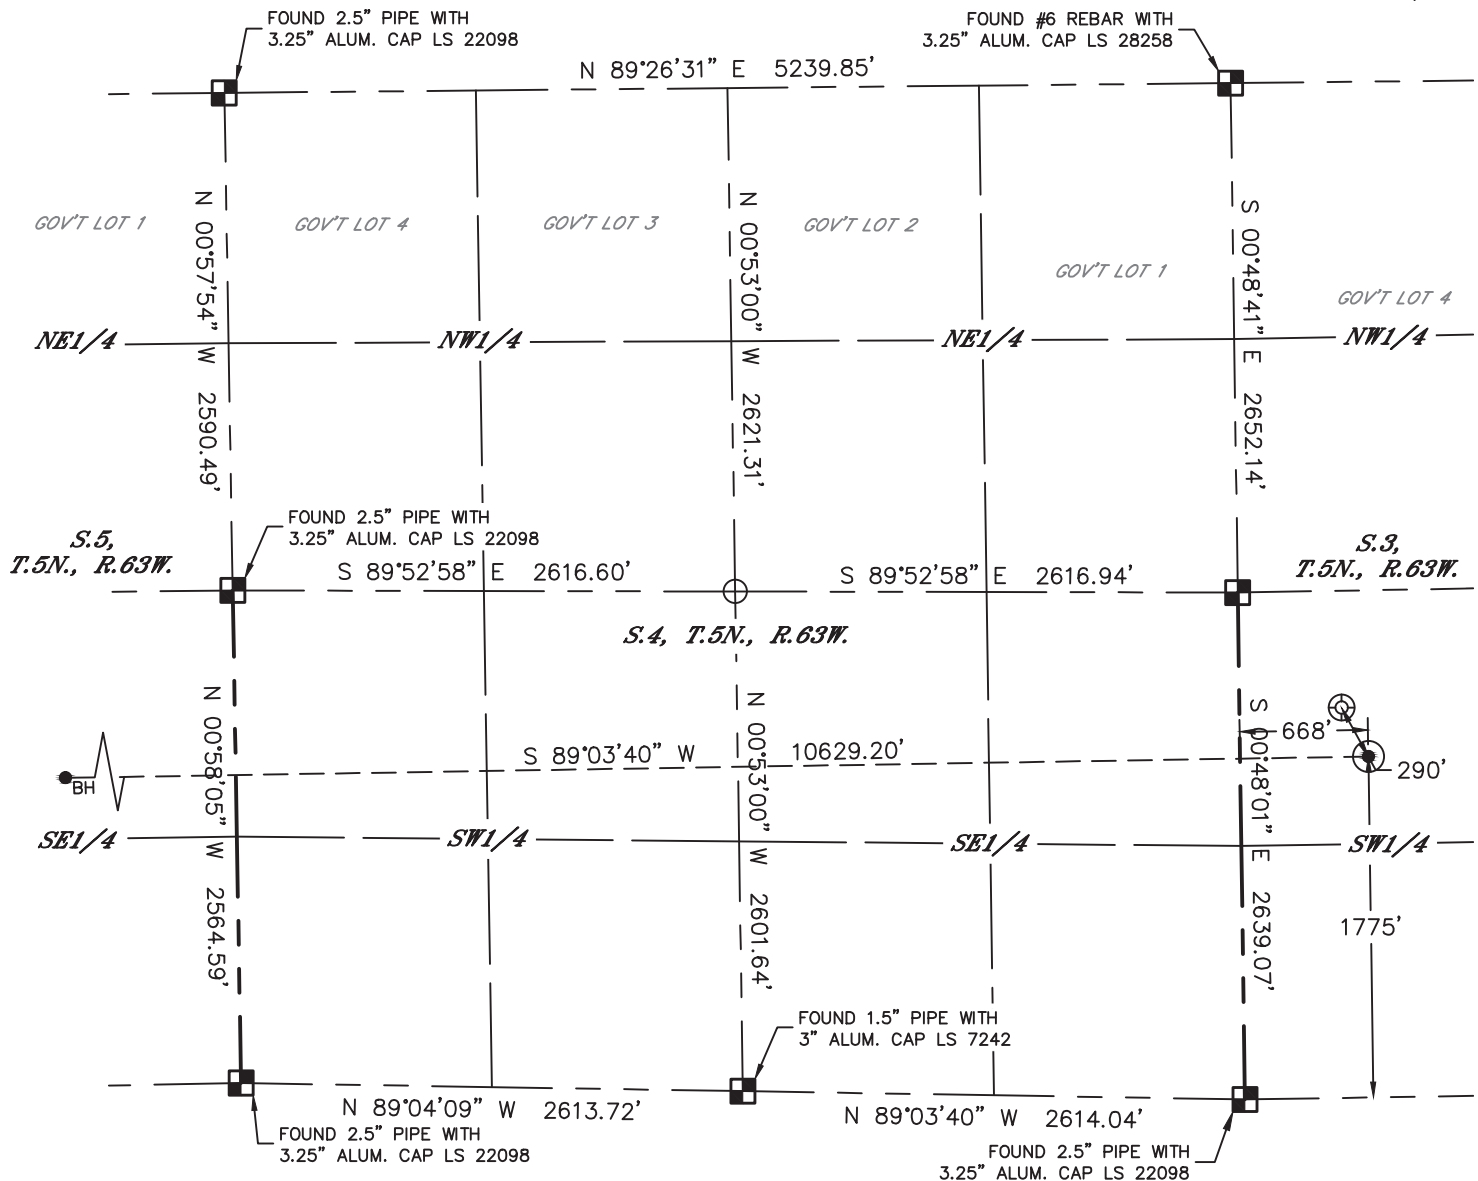 FOUND 2.5" PIPE WITH
3.25" ALUM. CAP LS 22098
FOUND #6 REBAR WITH
3.25" ALUM. CAP LS 28258
N 89°26'31" E 5239.85'
GOV'T LOT 1
N 00°57'54" W 2590.49'
GOV'T LOT 4
GOV'T LOT 3
N 00°53'00" W 2621.31'
GOV'T LOT 2
GOV'T LOT 1
S 00°48'41" E 2652.14'
GOV'T LOT 4
NE1/4
NW1/4
NE1/4
NW1/4
FOUND 2.5" PIPE WITH
3.25" ALUM. CAP LS 22098
S.5,
T.5N., R.63W.
S 89°52'58" E 2616.60'
S 89°52'58" E 2616.94'
S.3,
T.5N., R.63W.
S.4, T.5N., R.63W.
N 00°58'05" W 2564.59'
N 00°53'00" W 2601.64'
S 00°48'01" E 2639.07'
668'
S 89°03'40" W 10629.20'
290'
BH
SE1/4
SW1/4
SE1/4
SW1/4
1775'
FOUND 1.5" PIPE WITH
3" ALUM. CAP LS 7242
N 89°04'09" W 2613.72'
N 89°03'40" W 2614.04'
FOUND 2.5" PIPE WITH
3.25" ALUM. CAP LS 22098
FOUND 2.5" PIPE WITH
3.25" ALUM. CAP LS 22098